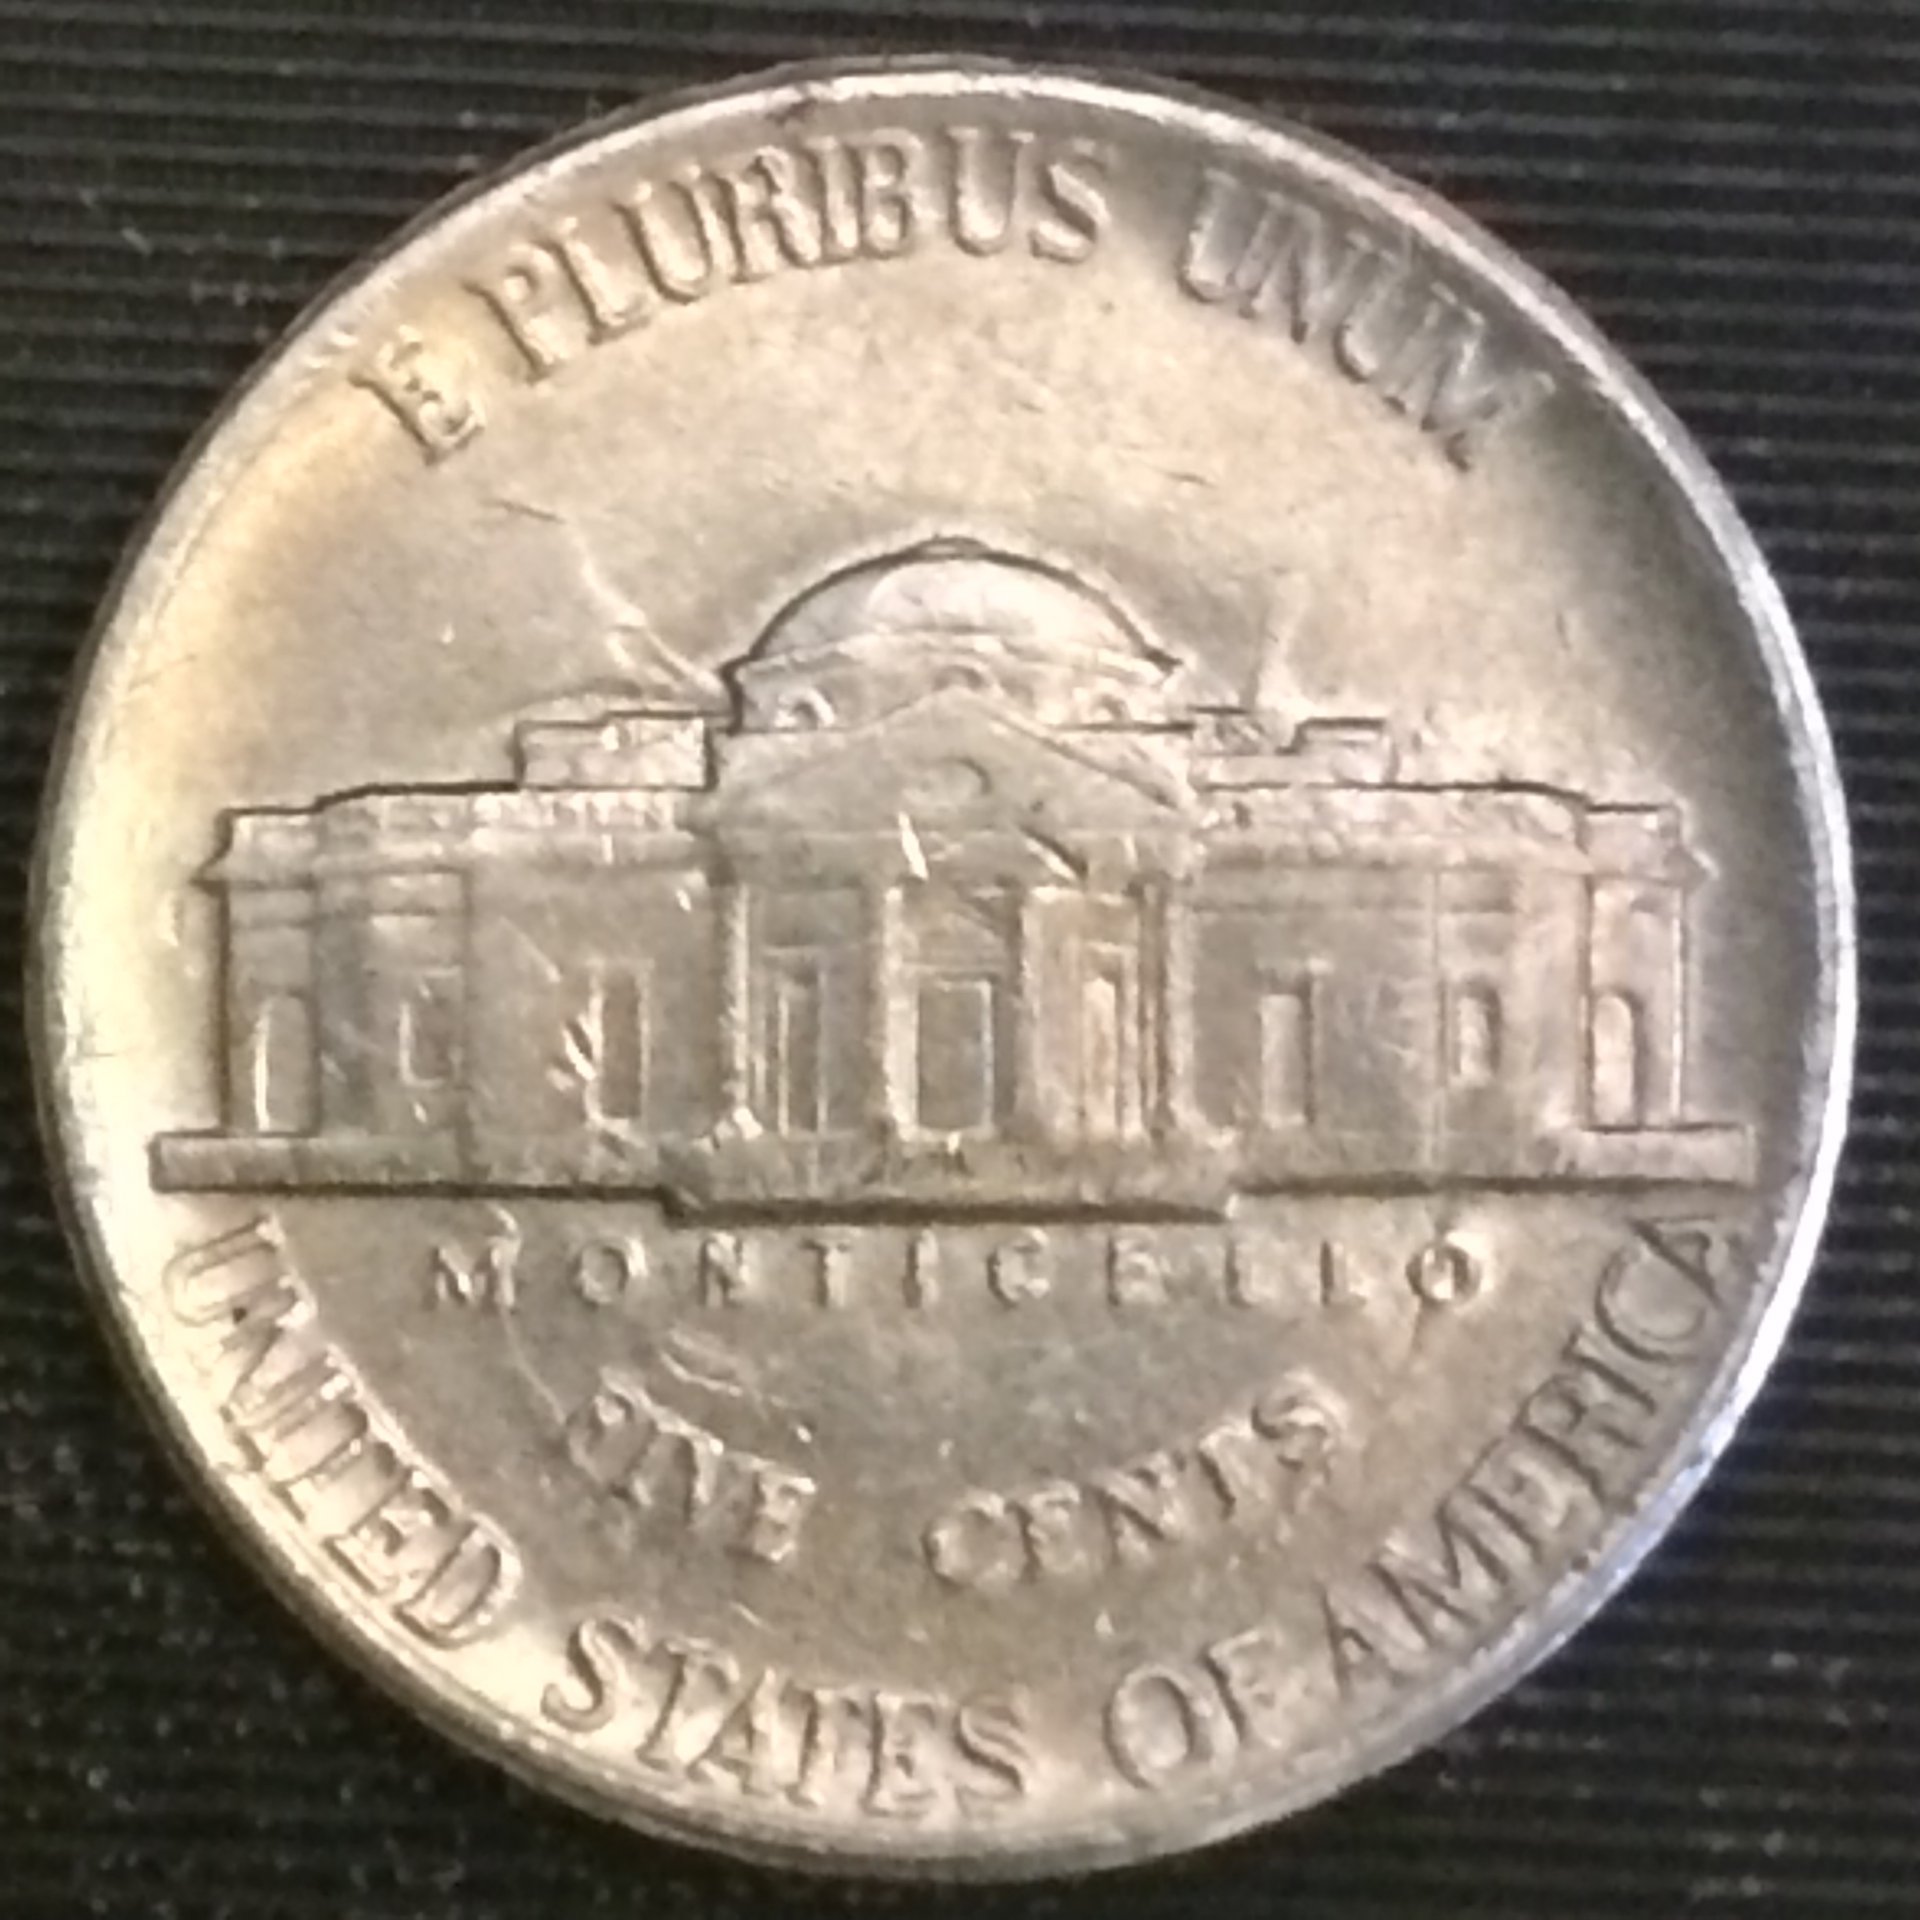 E PLURIBUS UNUM
MONTICELLO
FIVE CENTS
UNITED STATES OF AMERICA